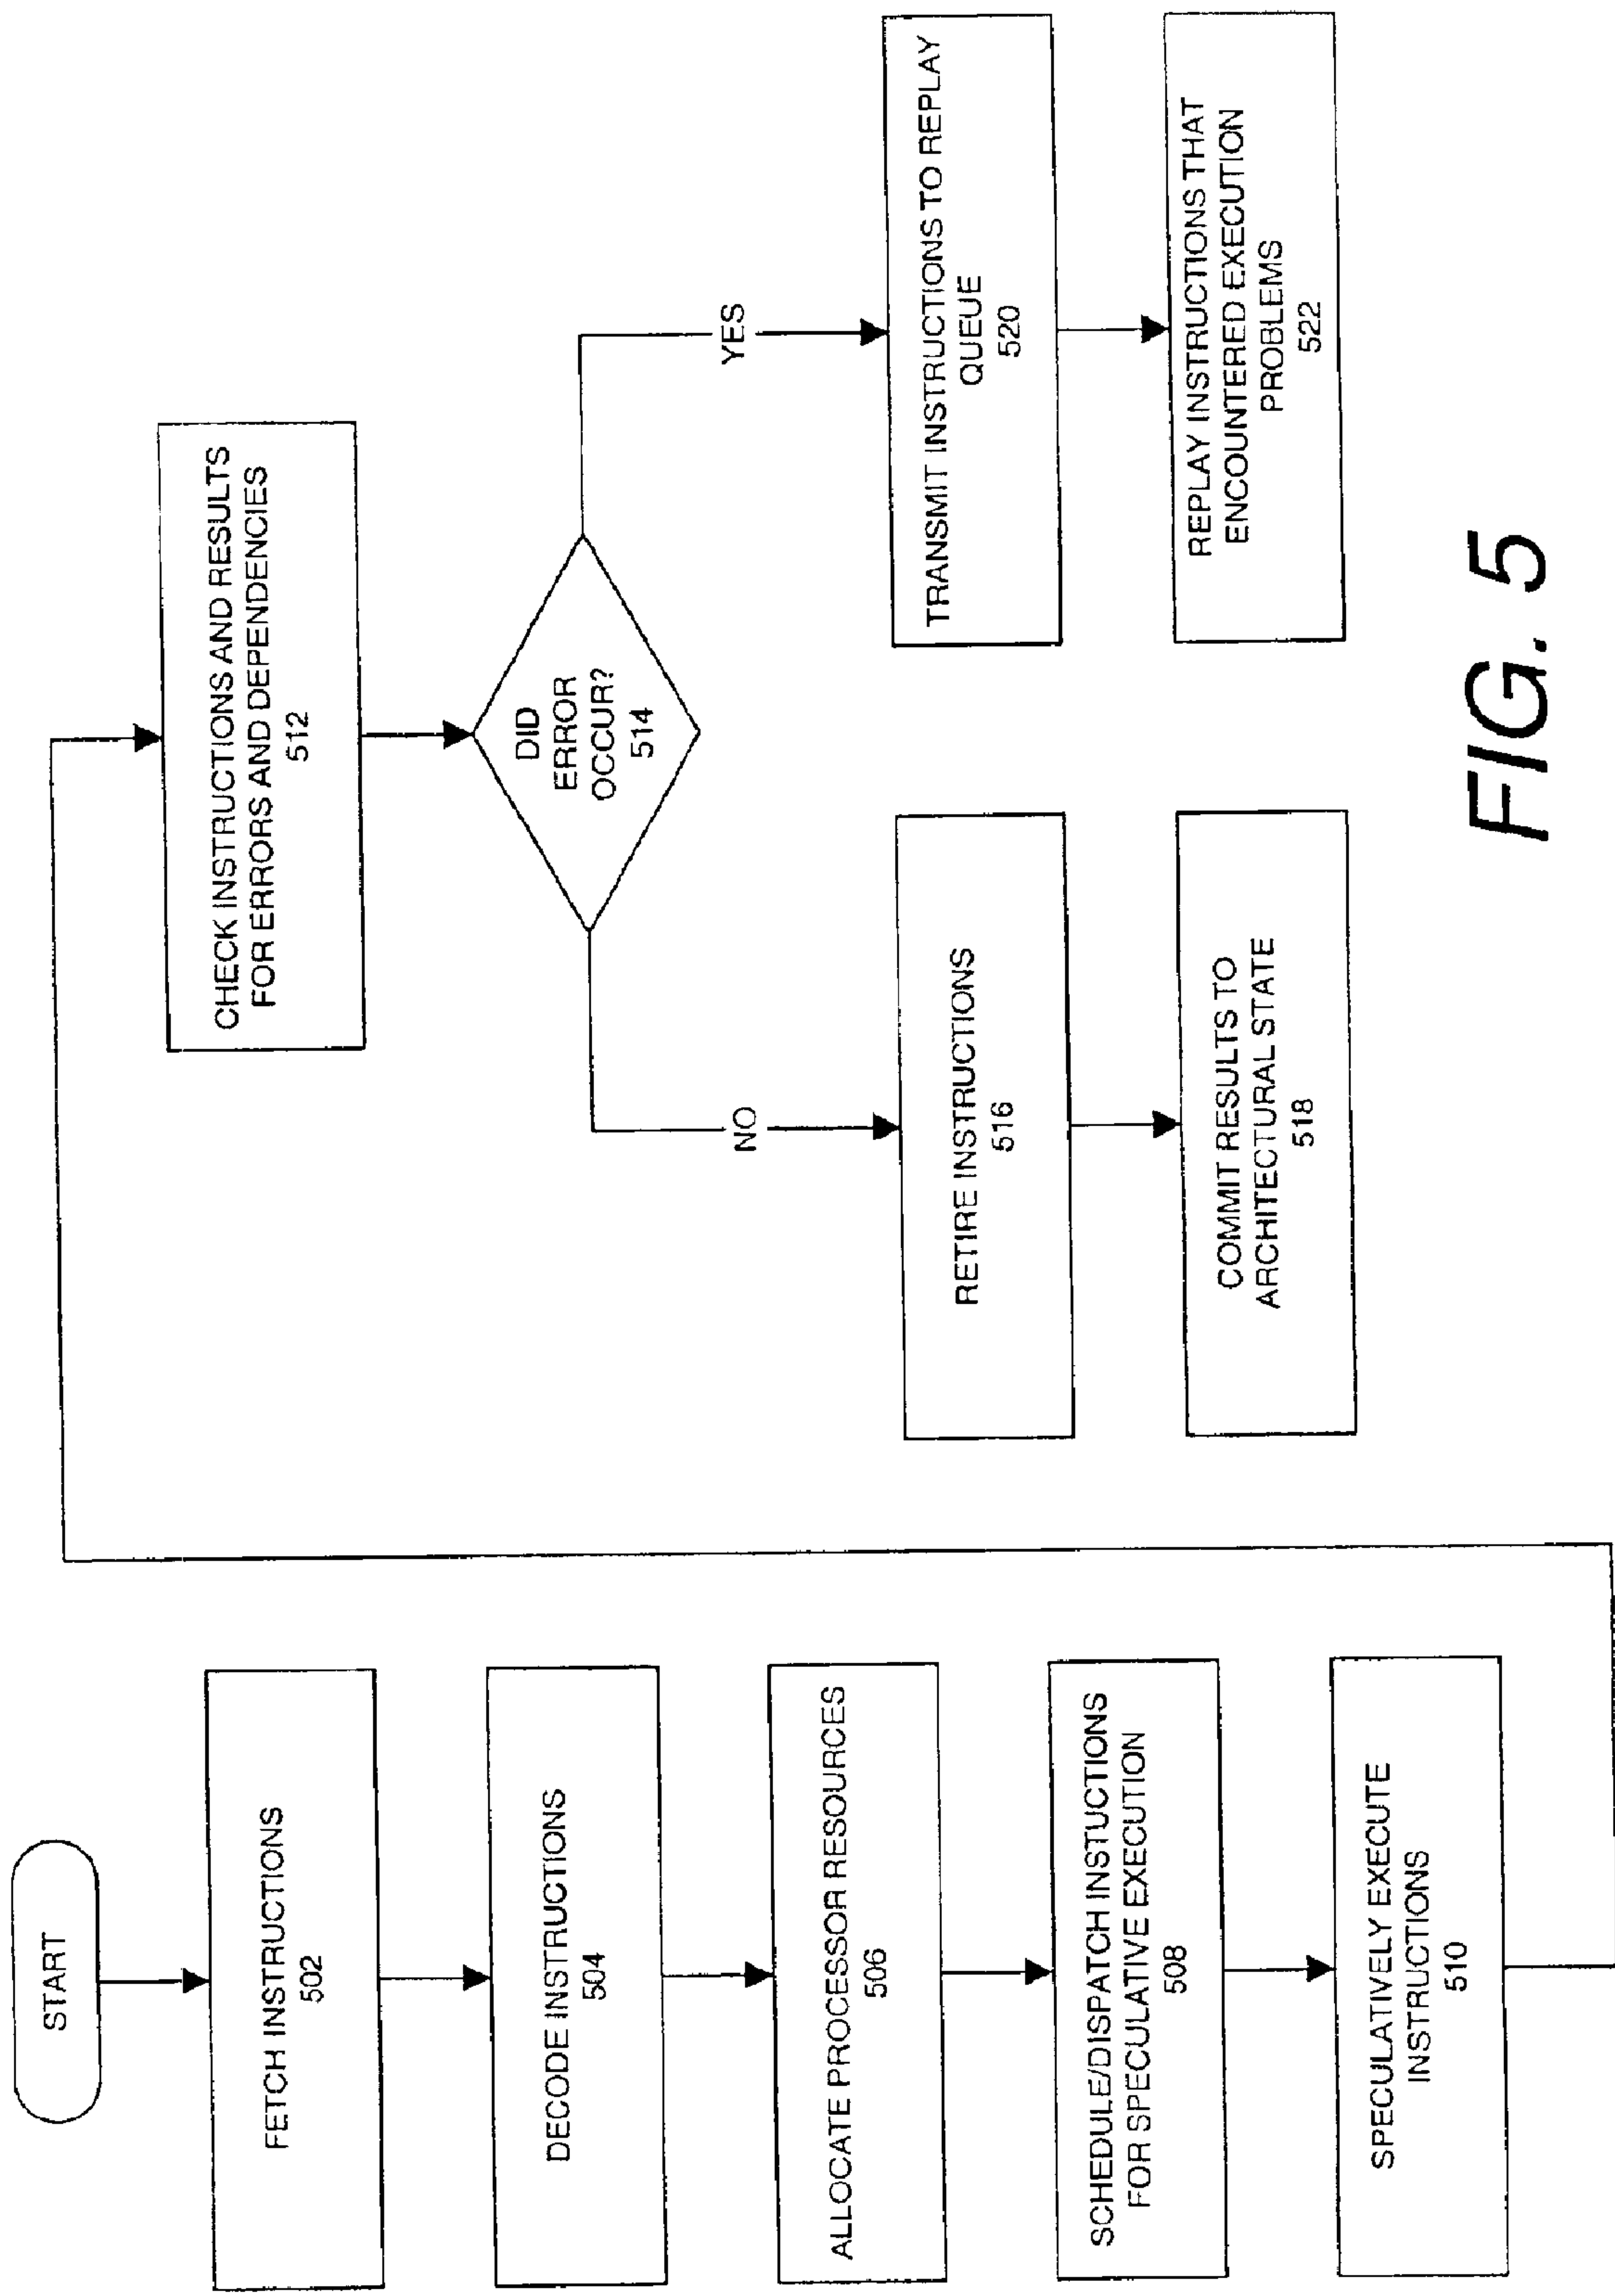 START
FETCH INSTRUCTIONS
502
DECODE INSTRUCTIONS
504
ALLOCATE PROCESSOR RESOURCES
506
SCHEDULE/DISPATCH INSTUCTIONS
FOR SPECULATIVE EXECUTION
508
SPECULATIVELY EXECUTE
INSTRUCTIONS
510
CHECK INSTRUCTIONS AND RESULTS
FOR ERRORS AND DEPENDENCIES
512
DID
ERROR
OCCUR?
514
NO
YES
RETIRE INSTRUCTIONS
516
COMMIT RESULTS TO
ARCHITECTURAL STATE
518
TRANSMIT INSTRUCTIONS TO REPLAY
QUEUE
520
REPLAY INSTRUCTIONS THAT
ENCOUNTERED EXECUTION
PROBLEMS
522
FIG. 5